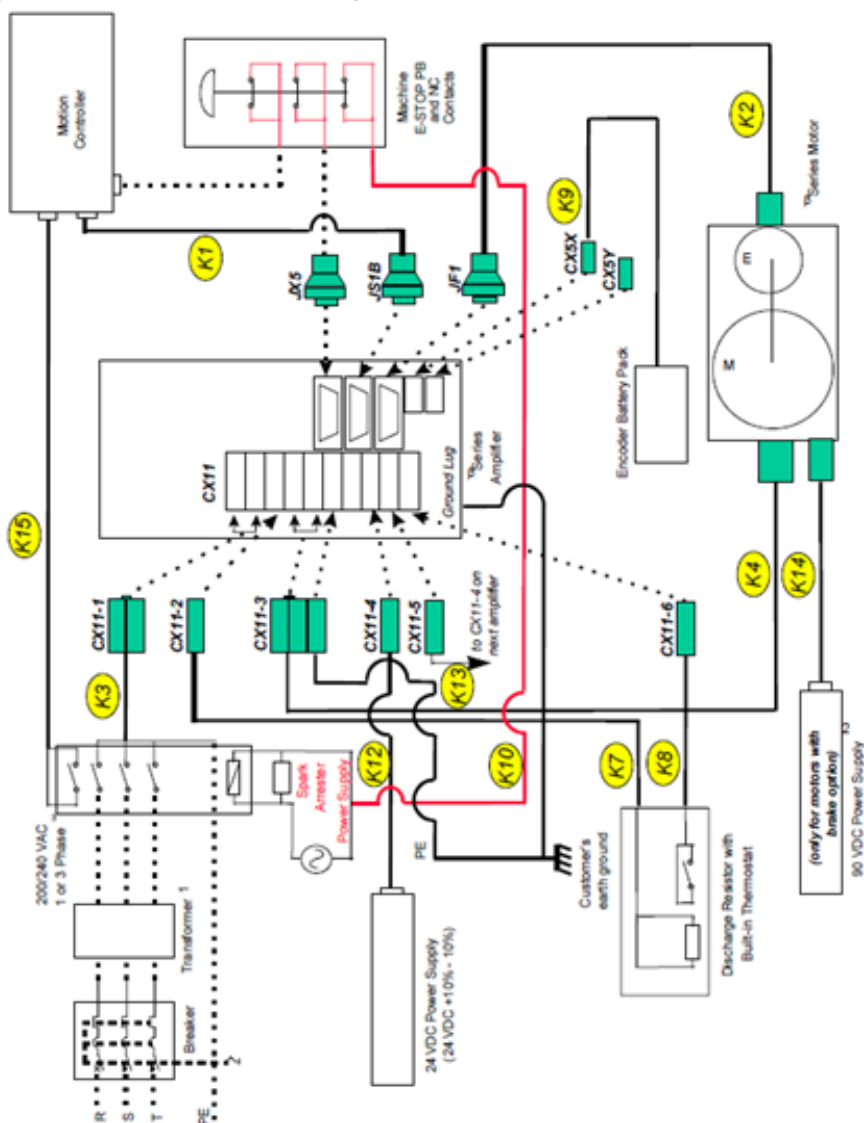 Motion
Controller
Machine
E-STOP PB
and NC
Contacts
K1
K2
K9
JX5
JS1B
JF1
CX5X
CX5Y
Series Motor
m
M
Encoder Battery Pack
Series
Amplifier
Ground Lug
CX11
K15
CX11-1
CX11-2
CX11-3
CX11-4
CX11-5
to CX11-4 on
next amplifier
CX11-6
K3
K13
K4
K14
K12
K10
K7
K8
200/240 VAC
1 or 3 Phase
Spark
Arrester
Power Supply
PE
Customer's
earth ground
Transformer 1
Breaker
2
R
S
T
PE
24 VDC Power Supply
(24 VDC +10% - 10%)
Discharge Resistor with
Built-in Thermostat
(only for motors with
brake option)
90 VDC Power Supply